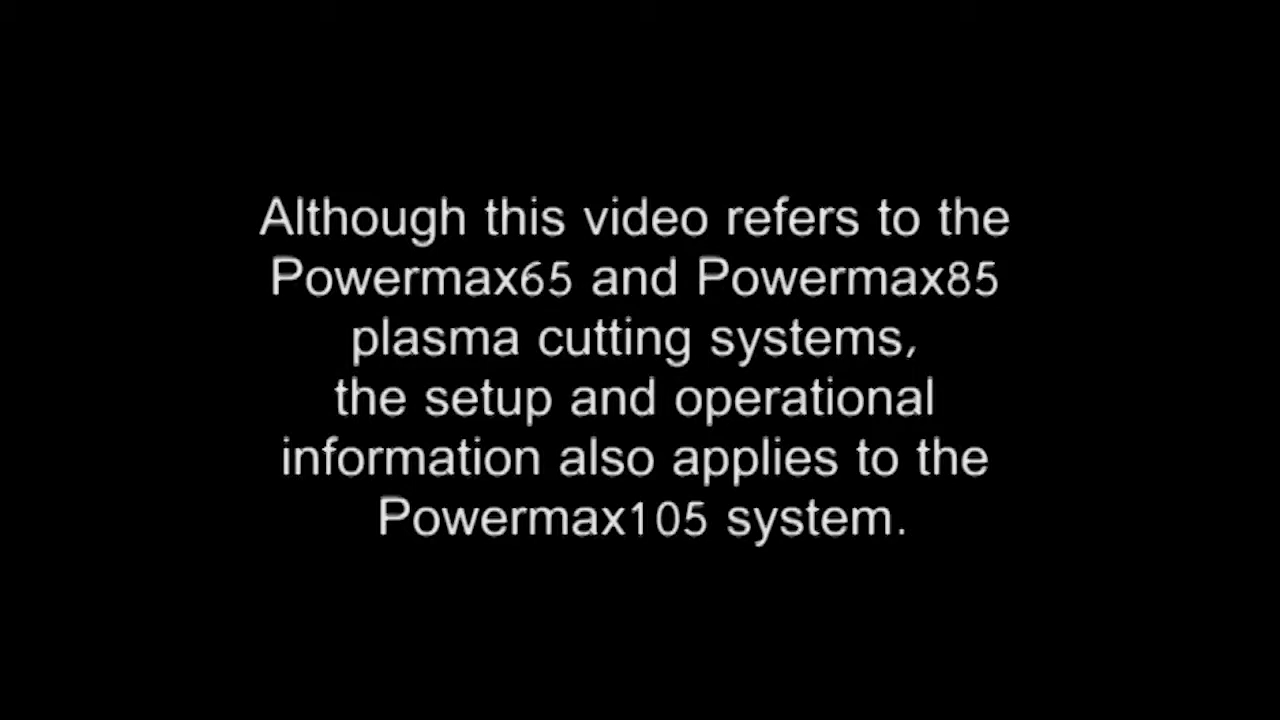 Although this video refers to the
Powermax65 and Powermax85
plasma cutting systems,
the setup and operational
information also applies to the
Powermax105 system.